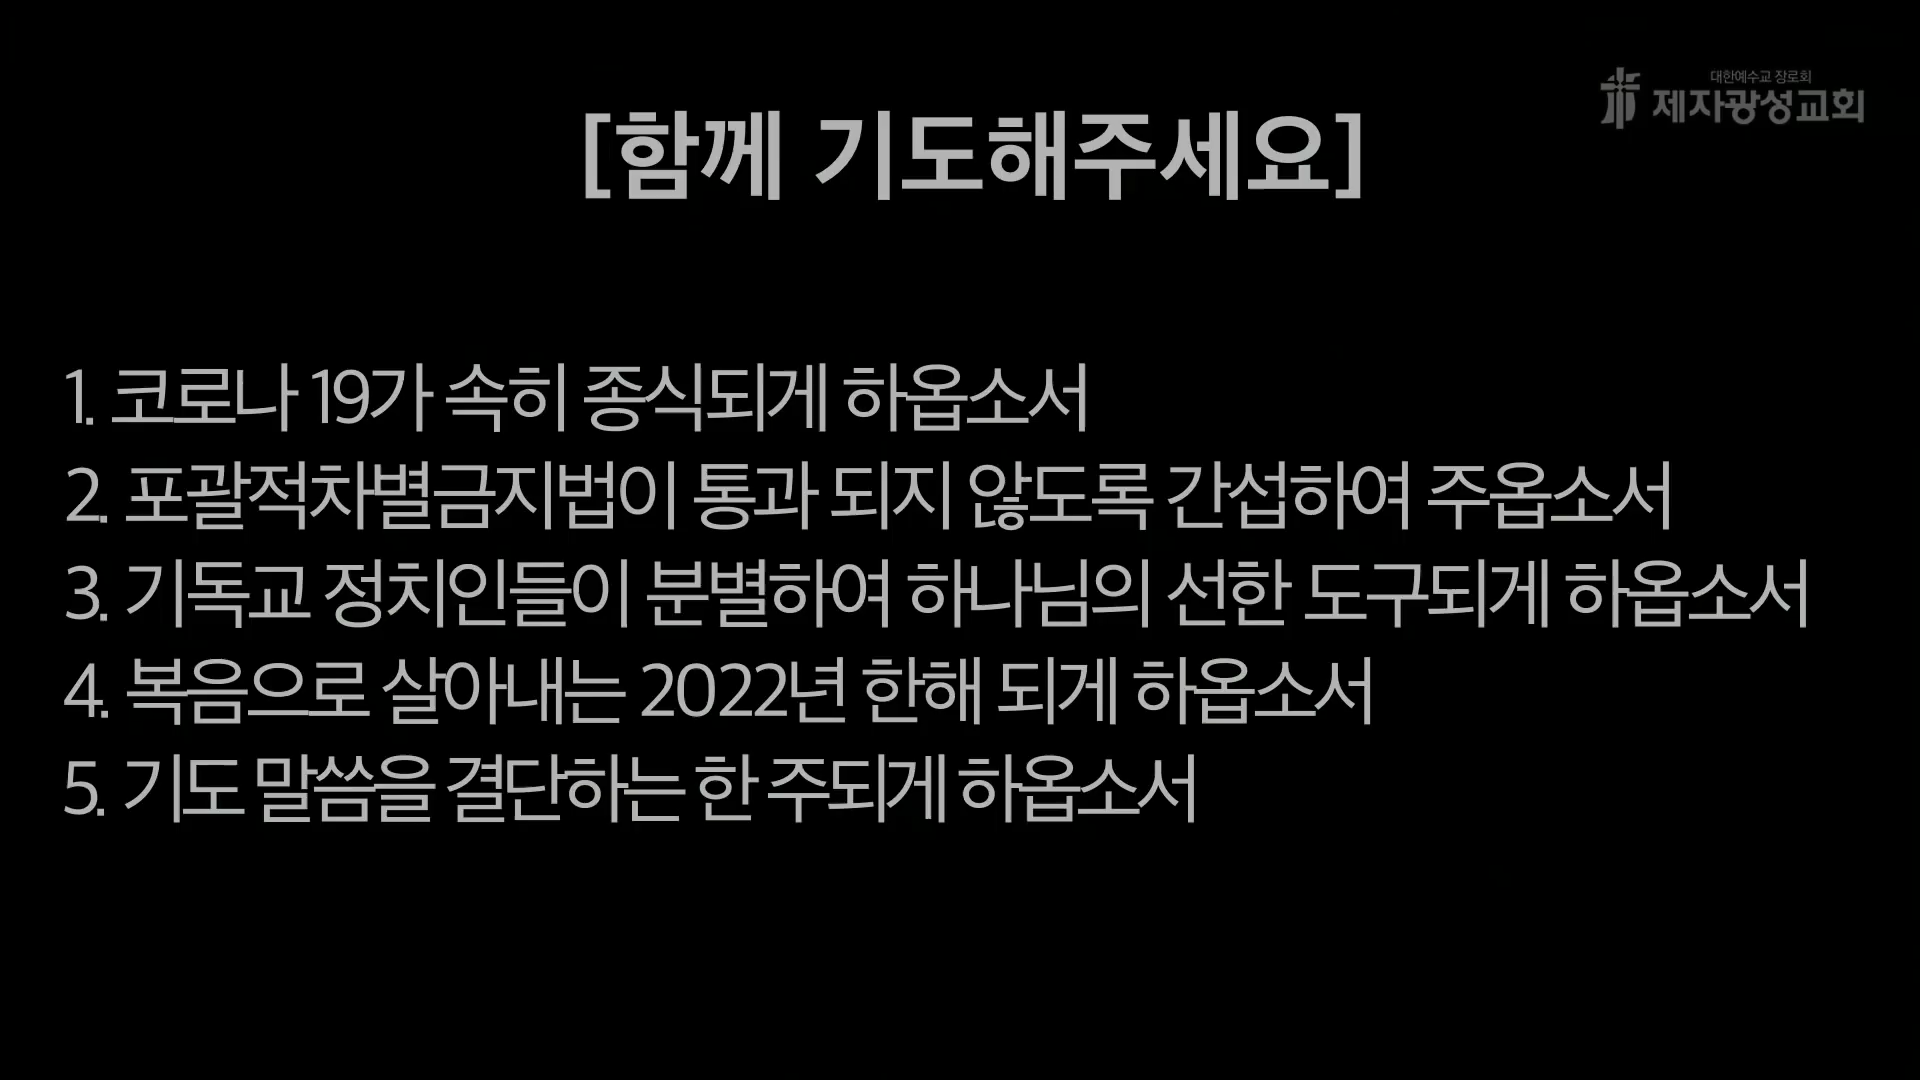 대한예수교 장로회
제자광성교회
[함께 기도해주세요]
1. 코로나 19가 속히 종식되게 하옵소서
2. 포괄적차별금지법이 통과 되지 않도록 간섭하여 주옵소서
3. 기독교 정치인들이 분별하여 하나님의 선한 도구되게 하옵소서
4. 복음으로 살아내는 2022년 한해 되게 하옵소서
5. 기도 말씀을 결단하는 한 주되게 하옵소서